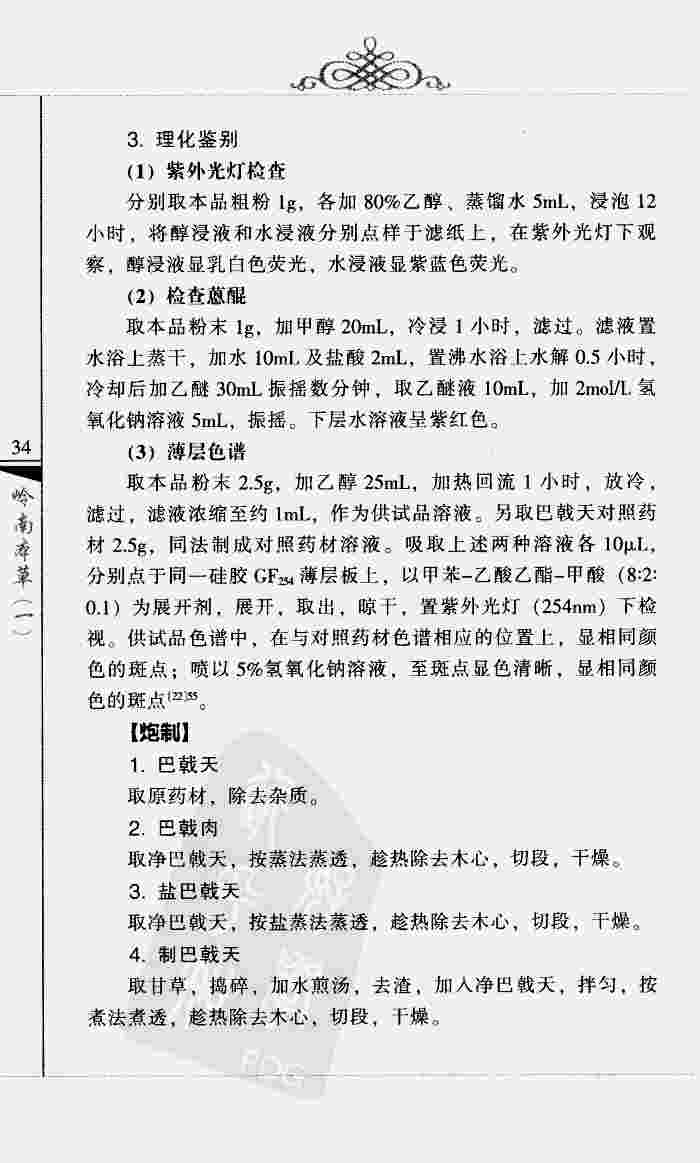 3. 理化鉴别
(1) 紫外光灯检查
分别取本品粗粉 1g，各加 80%乙醇、蒸馏水 5mL，浸泡 12
小时，将醇浸液和水浸液分别点样于滤纸上，在紫外光灯下观
察，醇浸液显乳白色荧光，水浸液显紫蓝色荧光。
(2) 检查蒽醌
取本品粉末 1g，加甲醇 20mL，冷浸 1 小时，滤过。滤液置
水浴上蒸干，加水 10mL 及盐酸 2mL，置沸水浴上水解 0.5 小时，
冷却后加乙醚 30mL 振摇数分钟，取乙醚液 10mL，加 2mol/L 氢
氧化钠溶液 5mL，振摇。下层水溶液呈紫红色。
(3) 薄层色谱
取本品粉末 2.5g，加乙醇 25mL，加热回流 1 小时，放冷，
滤过，滤液浓缩至约 1mL，作为供试品溶液。另取巴戟天对照药
材 2.5g，同法制成对照药材溶液。吸取上述两种溶液各 10μL，
分别点于同一硅胶 GF254 薄层板上，以甲苯-乙酸乙酯-甲酸（8:2:
0.1）为展开剂，展开，取出，晾干，置紫外光灯（254nm）下检
视。供试品色谱中，在与对照药材色谱相应的位置上，显相同颜
色的斑点；喷以 5%氢氧化钠溶液，至斑点显色清晰，显相同颜
色的斑点[22]55。
【炮制】
1. 巴戟天
取原药材，除去杂质。
2. 巴戟肉
取净巴戟天，按蒸法蒸透，趁热除去木心，切段，干燥。
3. 盐巴戟天
取净巴戟天，按盐蒸法蒸透，趁热除去木心，切段，干燥。
4. 制巴戟天
取甘草，捣碎，加水煎汤，去渣，加入净巴戟天，拌匀，按
煮法煮透，趁热除去木心，切段，干燥。
34
岭南本草（一）
PDG